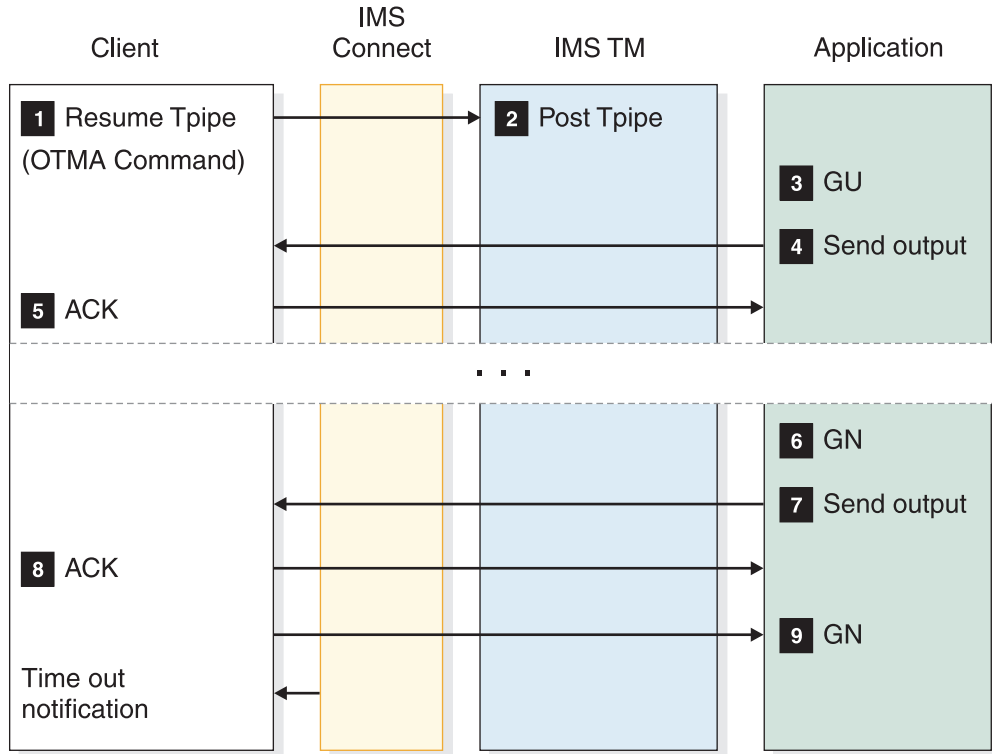 Client
IMS
Connect
IMS TM
Application
1 Resume Tpipe
(OTMA Command)
2 Post Tpipe
3 GU
4 Send output
5 ACK
. . .
6 GN
7 Send output
8 ACK
9 GN
Time out
notification